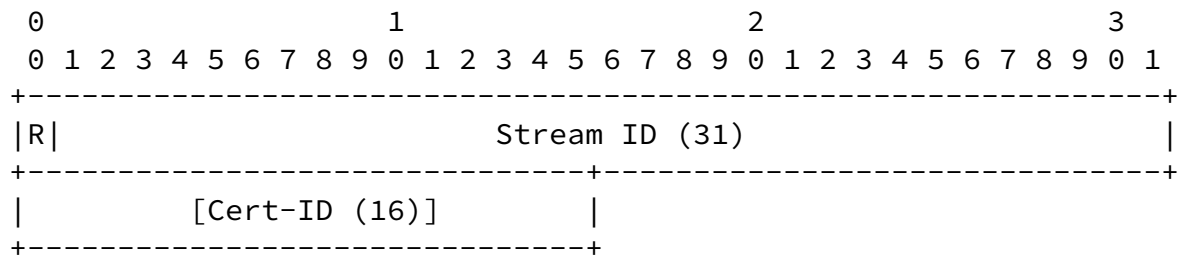 0                   1                   2                   3
 0 1 2 3 4 5 6 7 8 9 0 1 2 3 4 5 6 7 8 9 0 1 2 3 4 5 6 7 8 9 0 1
+---------------------------------------------------------------+
|R|                        Stream ID (31)                       |
+-------------------------------+-------------------------------+
|         [Cert-ID (16)]        |
+-------------------------------+